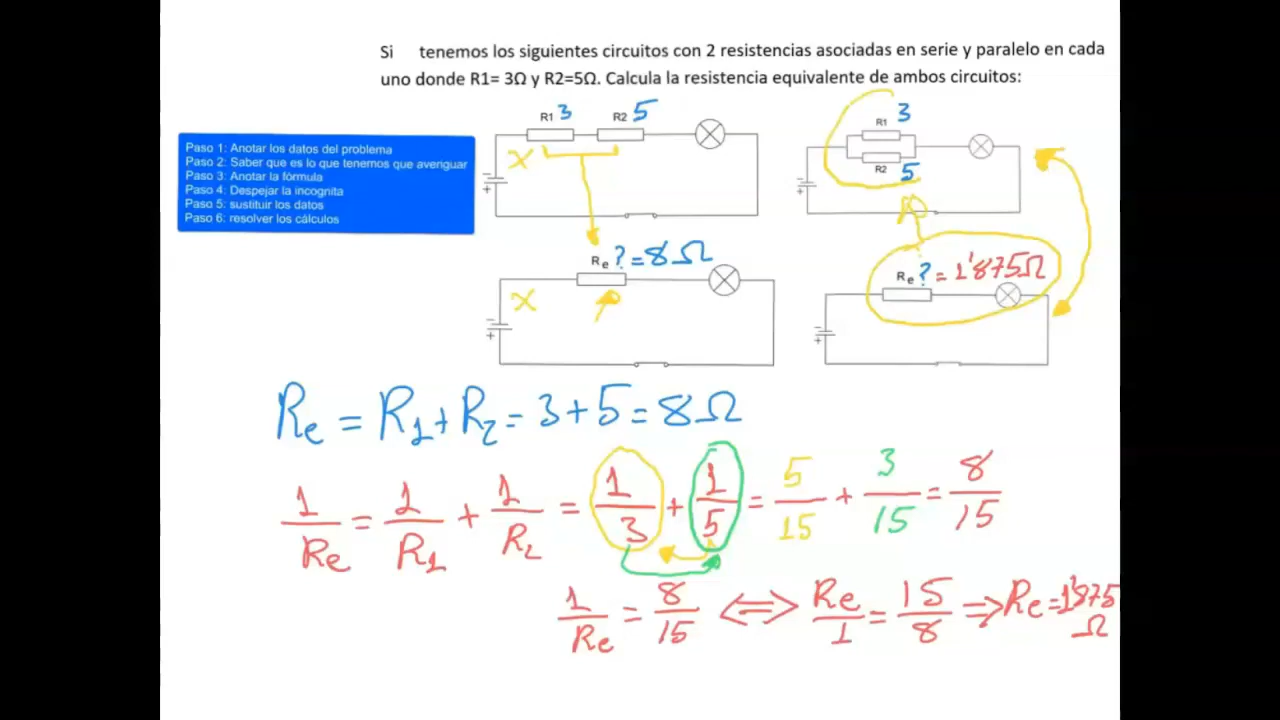 Si tenemos los siguientes circuitos con 2 resistencias asociadas en serie y paralelo en cada
uno donde R1= 3Ω y R2=5Ω. Calcula la resistencia equivalente de ambos circuitos:
Paso 1: Anotar los datos del problema
Paso 2: Saber que es lo que tenemos que avenguar
Paso 3: Anotar la fórmula
Paso 4: Despejar la incognita
Paso 5: sustituir los datos
Paso 6: resolver los cálculos
R1 3 R2 5
X
- +
R1 3
R2 5
- +
Re ? = 8 Ω
X
- +
Re ? = 1'875Ω
- +
Re = R1 + R2 = 3 + 5 = 8 Ω
1/Re = 1/R1 + 1/R2 = 1/3 + 1/5 = 5/15 + 3/15 = 8/15
1/Re = 8/15 ⇔ Re/1 = 15/8 ⇒ Re = 1'875 Ω